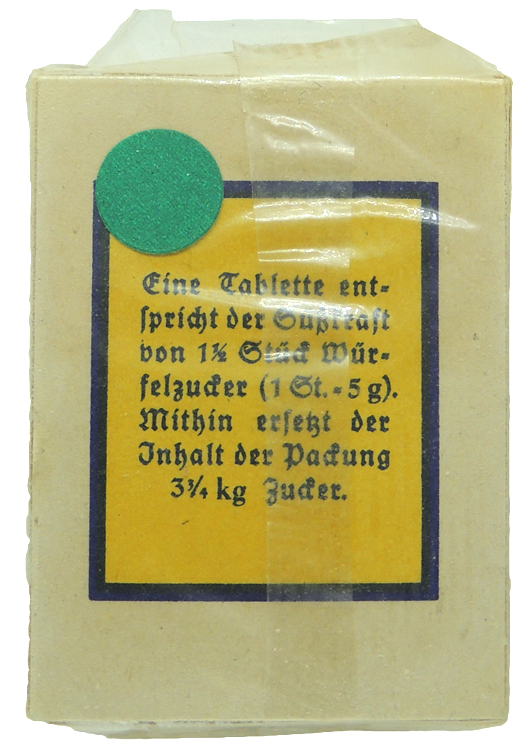 Eine Tablette ent-
ſpricht der Süßkraft
von 1½ Stück Wür-
felzucker (1 St. = 5 g).
Mithin erſetzt der
Inhalt der Packung
3¾ kg Zucker.